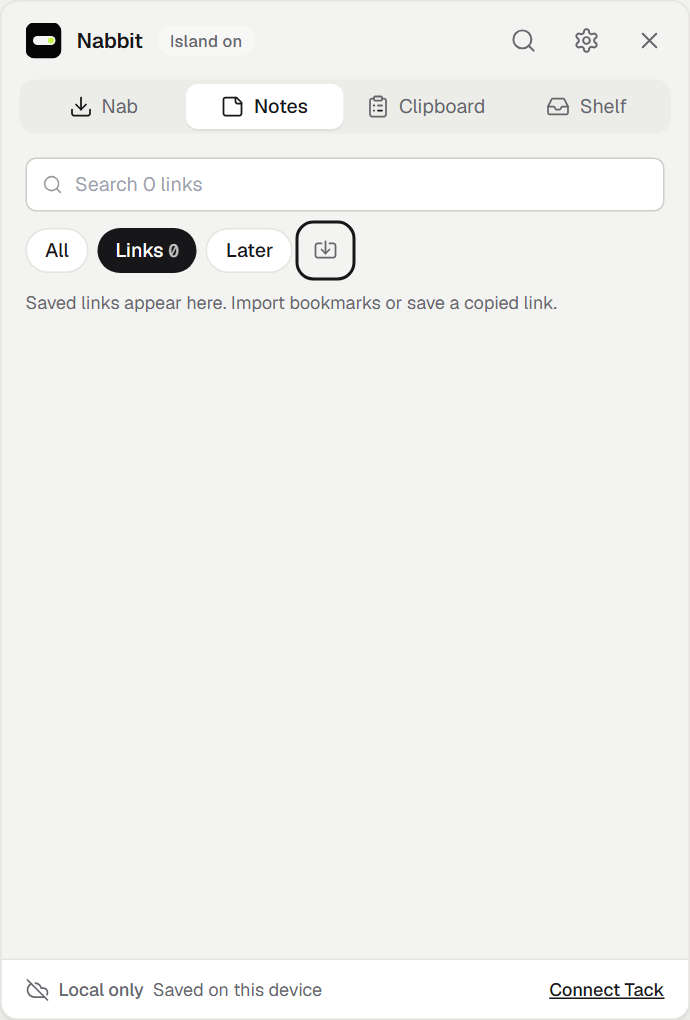 Nabbit Island on
Nab Notes Clipboard Shelf
Search 0 links
All Links 0 Later
Saved links appear here. Import bookmarks or save a copied link.
Local only Saved on this device Connect Tack